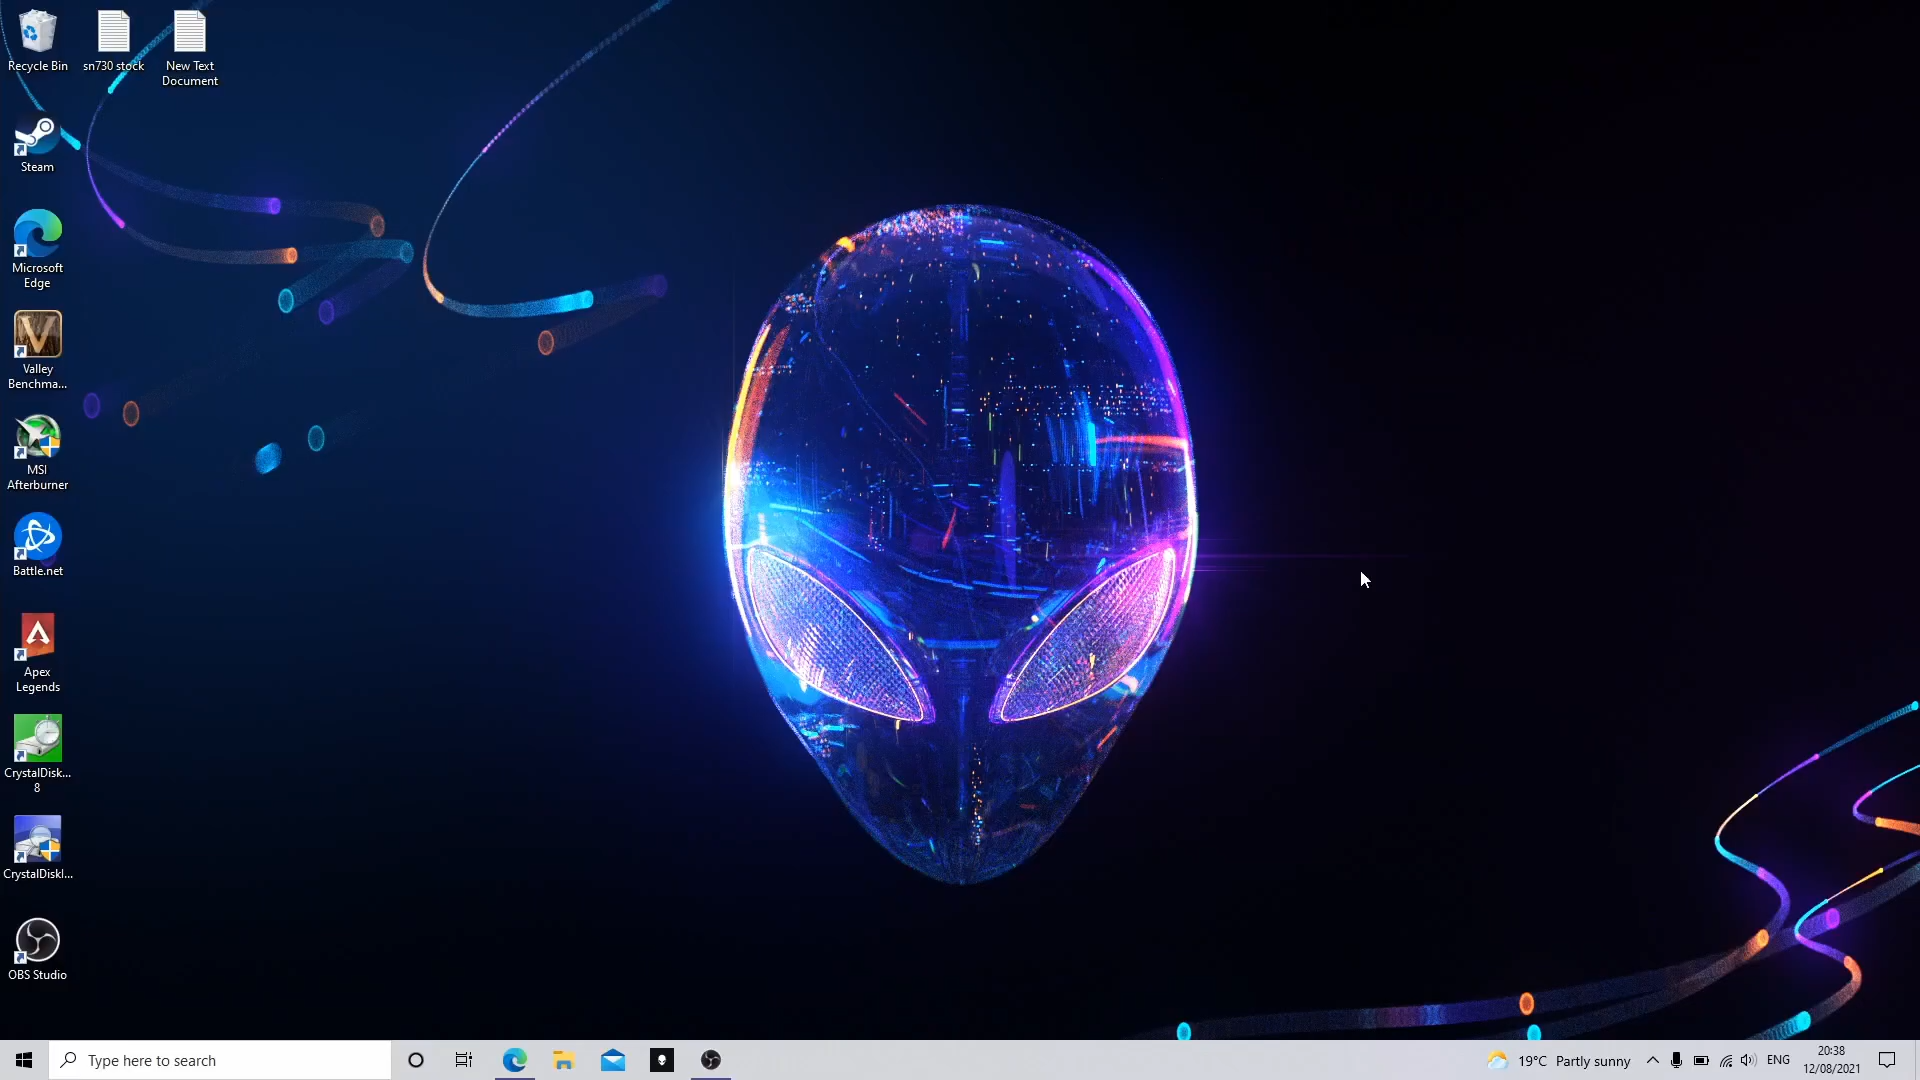 Recycle Bin
sn730 stock
New Text
Document
Steam
Microsoft
Edge
Valley
Benchma...
MSI
Afterburner
Battle.net
Apex
Legends
CrystalDisk...
8
CrystalDiskI...
OBS Studio
Type here to search
19°C Partly sunny
ENG
20:38
12/08/2021